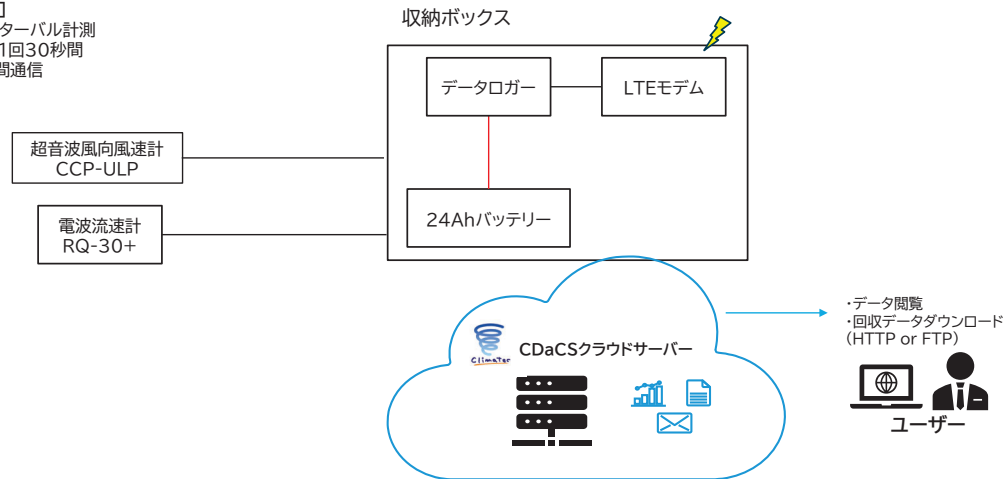 ]
ターバル計測
1回30秒間
間通信
収納ボックス
データロガー
LTEモデム
超音波風向風速計
CCP-ULP
24Ahバッテリー
電波流速計
RQ-30+
・データ閲覧
・回収データダウンロード
(HTTP or FTP)
Climatec
CDaCSクラウドサーバー
ユーザー